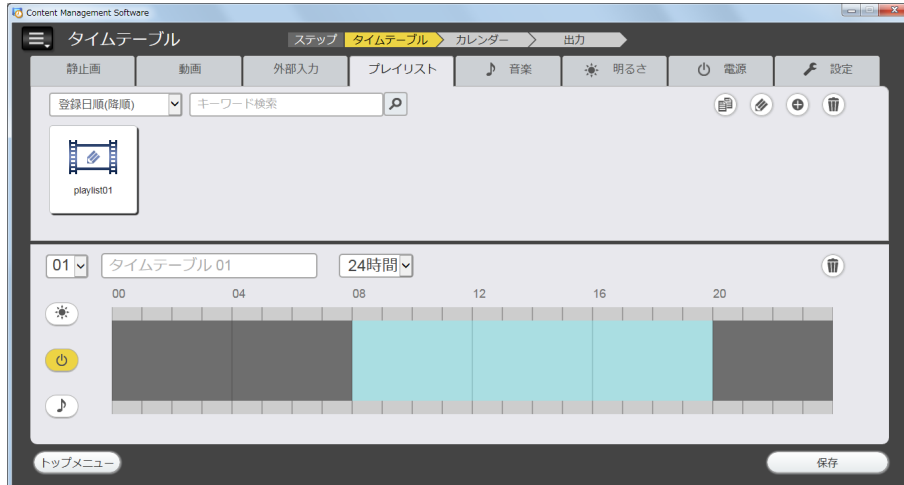 Content Management Software
タイムテーブル
ステップ タイムテーブル カレンダー 出力
静止画 動画 外部入力 プレイリスト 音楽 明るさ 電源 設定
登録日順(降順) キーワード検索
playlist01
01 タイムテーブル 01 24時間
00 04 08 12 16 20
トップメニュー 保存